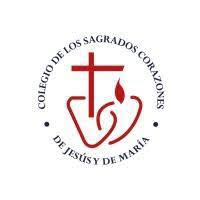 COLEGIO DE LOS SAGRADOS CORAZONES
DE JESÚS Y DE MARÍA